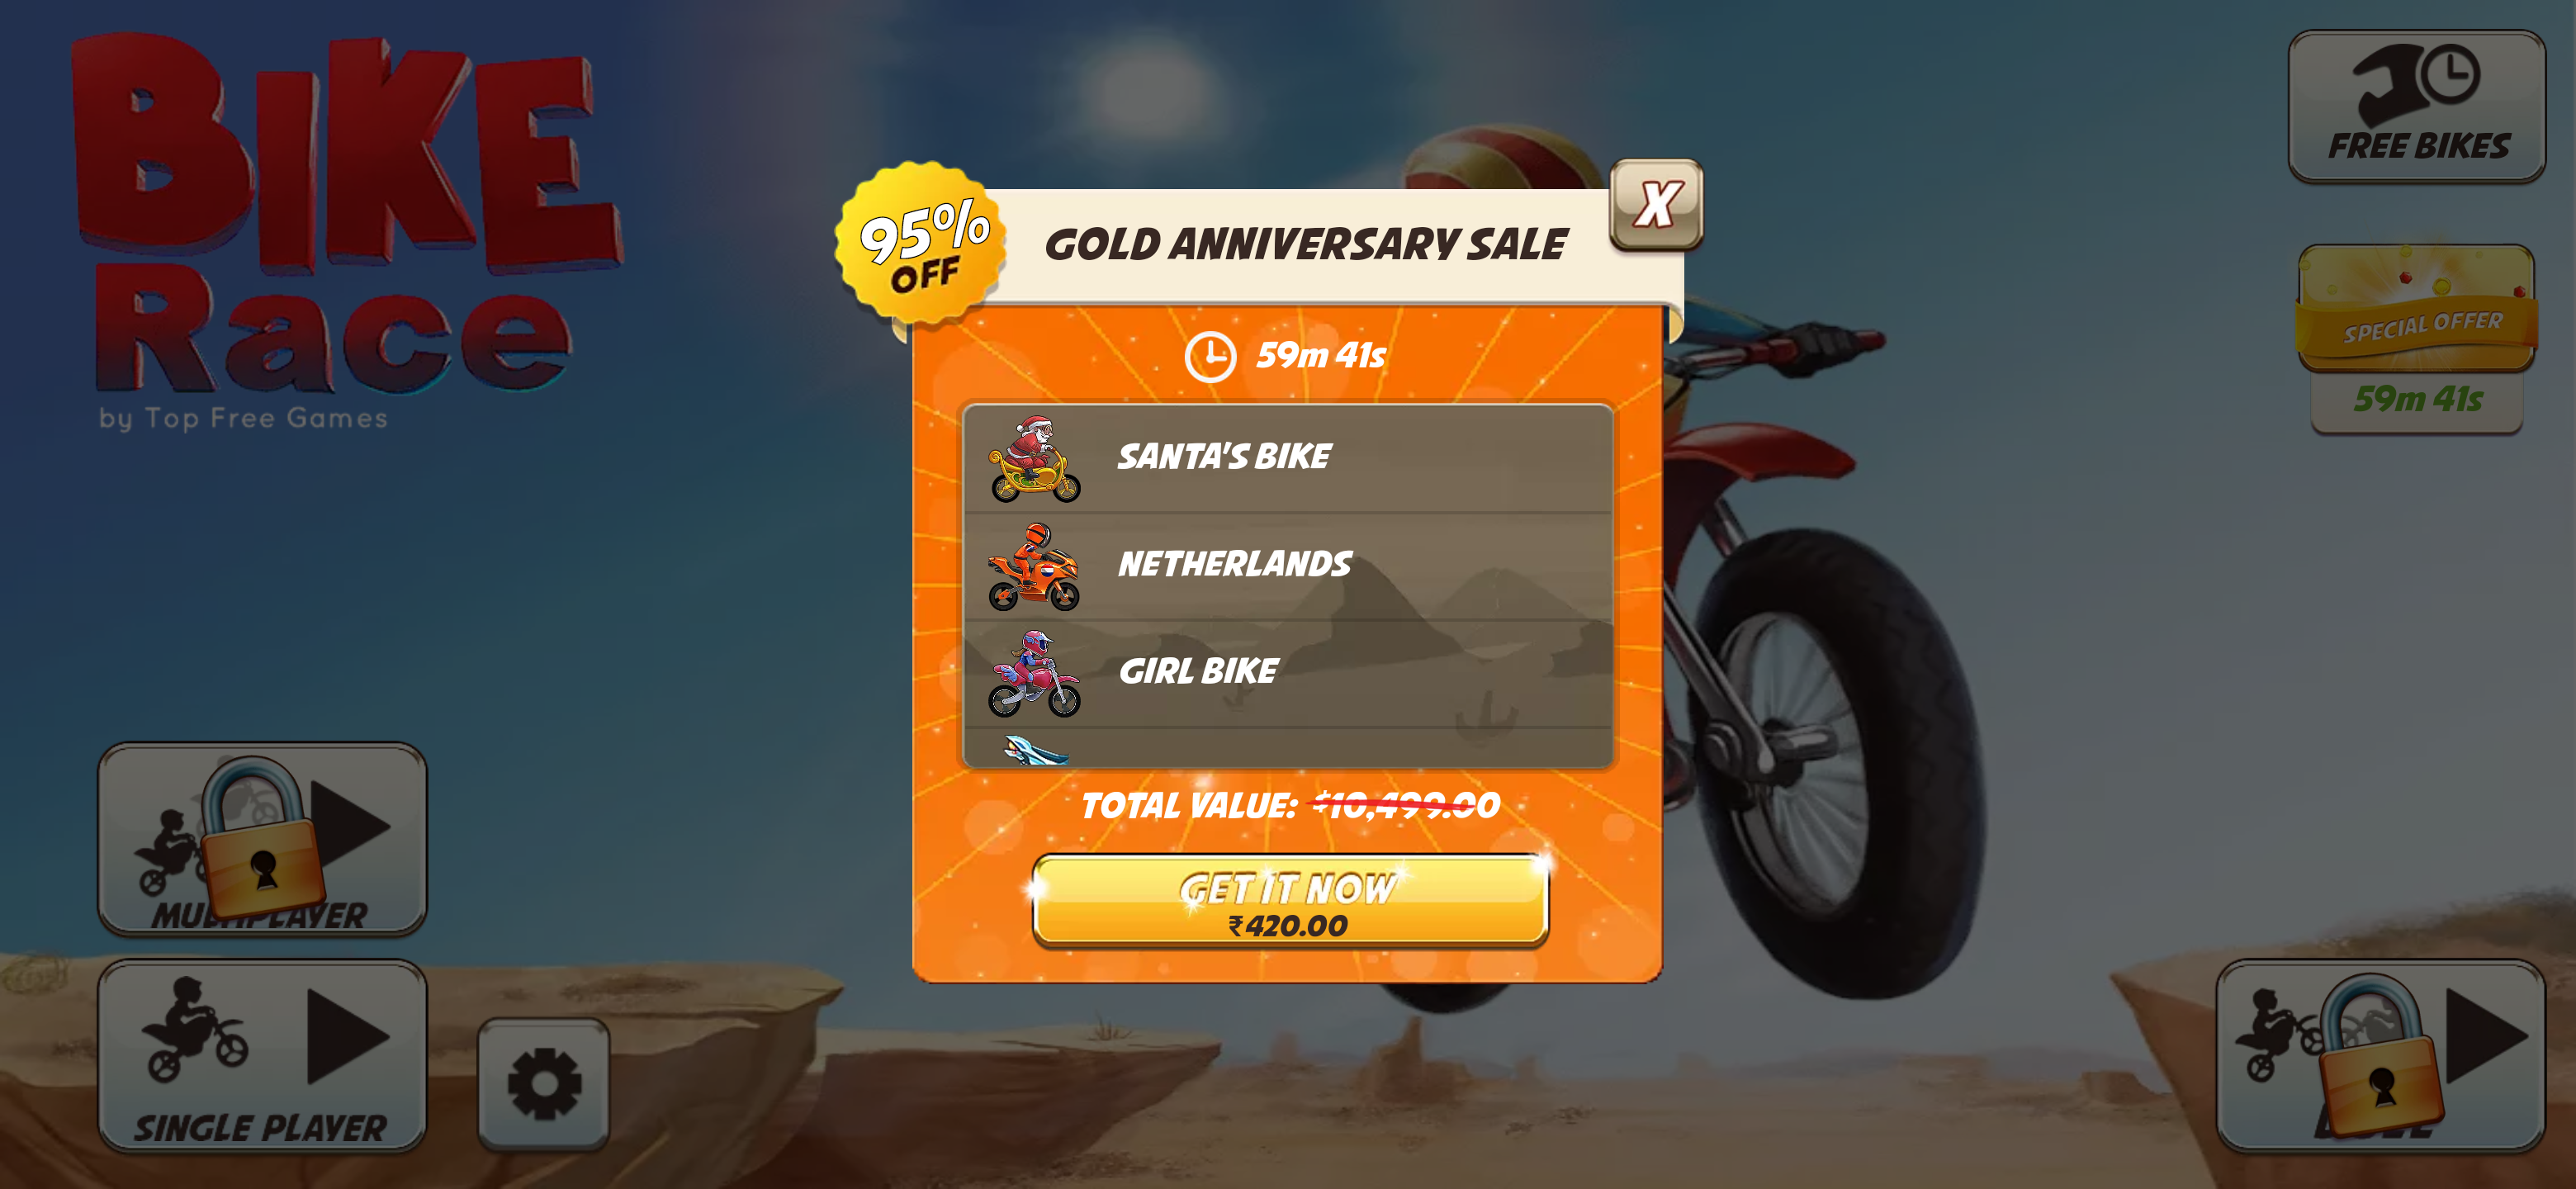 BIKE
Race
by Top Free Games
FREE BIKES
SPECIAL OFFER
59m 41s
95%
OFF
GOLD ANNIVERSARY SALE
X
59m 41s
SANTA'S BIKE
NETHERLANDS
GIRL BIKE
TOTAL VALUE: $10,499.00
GET IT NOW
₹420.00
MULTIPLAYER
SINGLE PLAYER